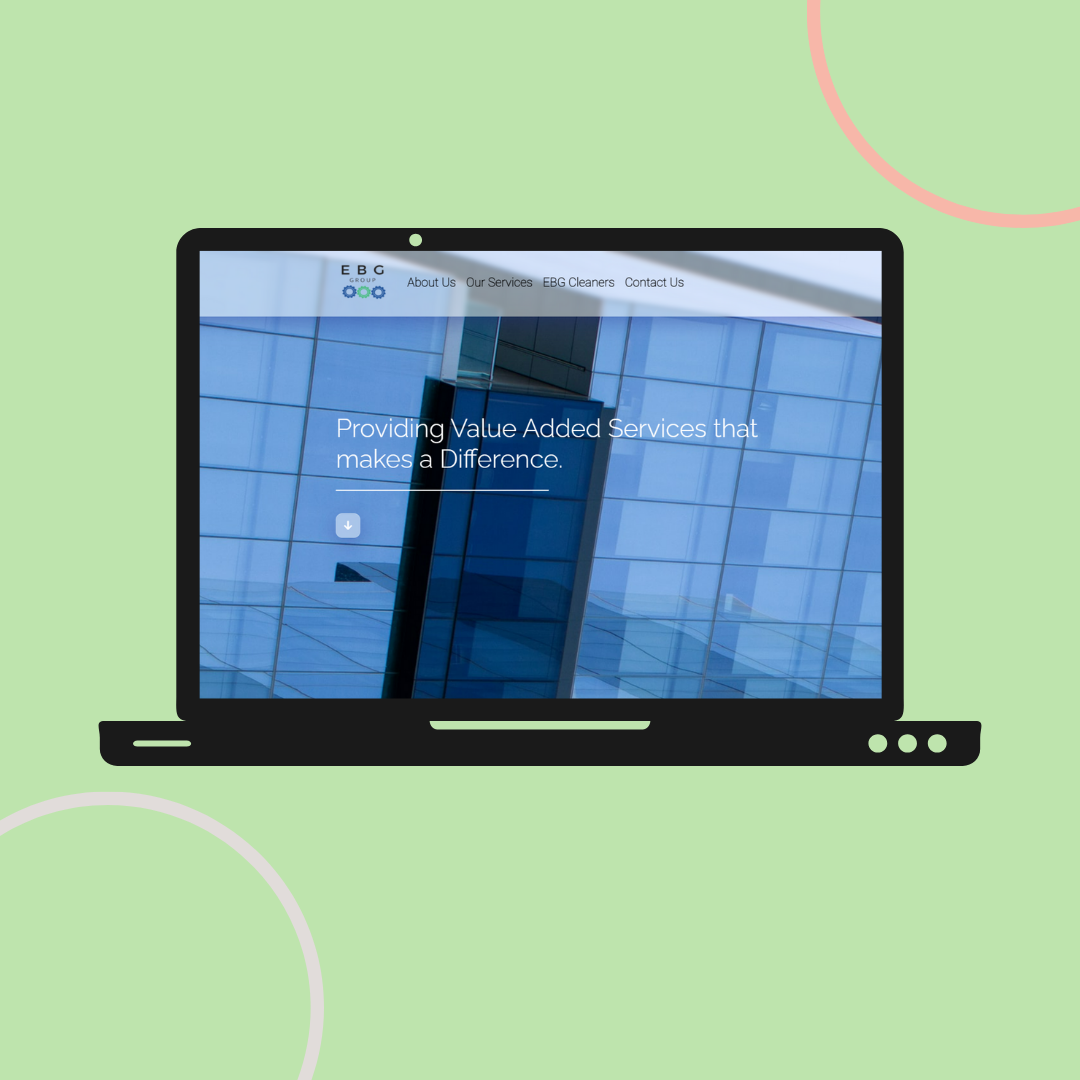 EBG
GROUP
About Us Our Services EBG Cleaners Contact Us
Providing Value Added Services that
makes a Difference.